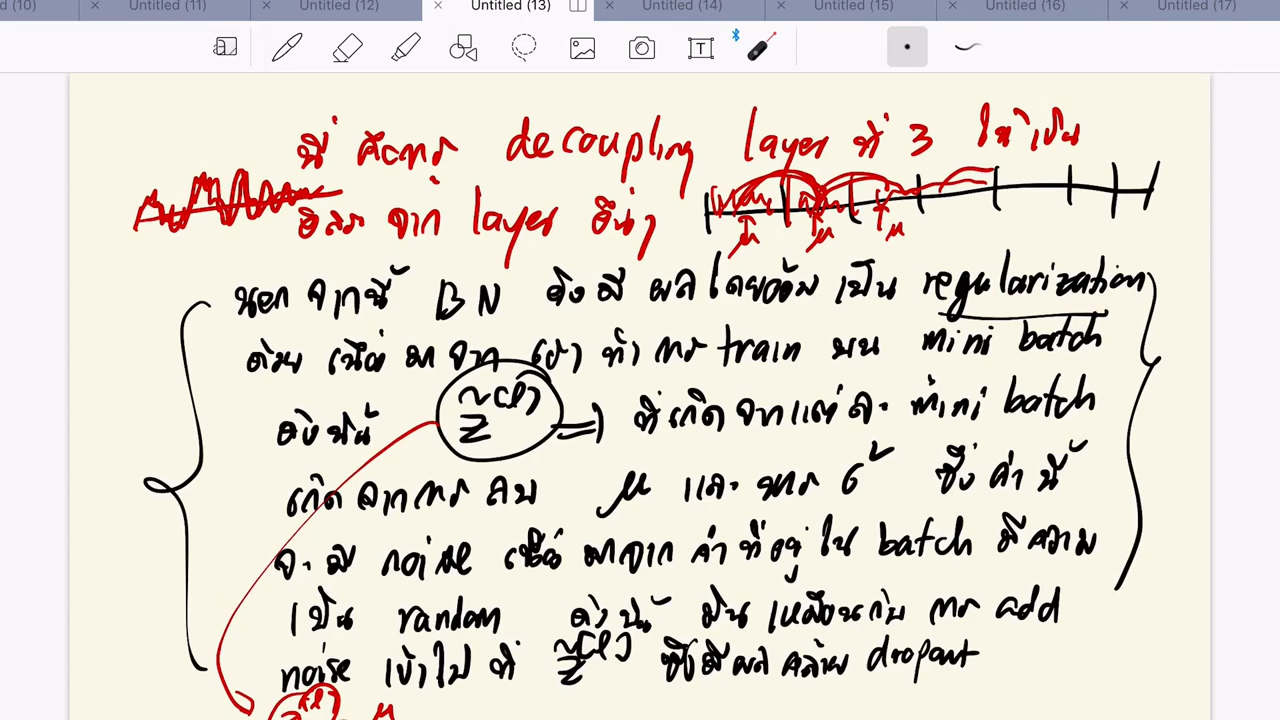 (10) Untitled (11) Untitled (12) Untitled (13) Untitled (14) Untitled (15) Untitled (16) Untitled (17)
นี่ คือการ decoupling layer ที่ 3 ให้เป็น
อิสระ จาก layer อื่นๆ
μ μ μ
นอกจากนี้ BN ยังมี ผลโดยอ้อม เป็น regularization
ด้วย เนื่องมาจาก เรา ทำการ train บน mini batch
ดังนั้น z̃⁽ˡ⁾ ⇒ ที่เกิดจากแต่ละ mini batch
เกิดจากการ ลบ μ และ หาร σ² ซึ่ง ค่านี้
จะมี noise เนื่องมาจาก ค่าที่อยู่ใน batch มีความ
เป็น random ดังนั้น มันเหมือนกับ การ add
noise เข้าไป ที่ z̃⁽ˡ⁾ ซึ่งมีผล คล้าย dropout
μ